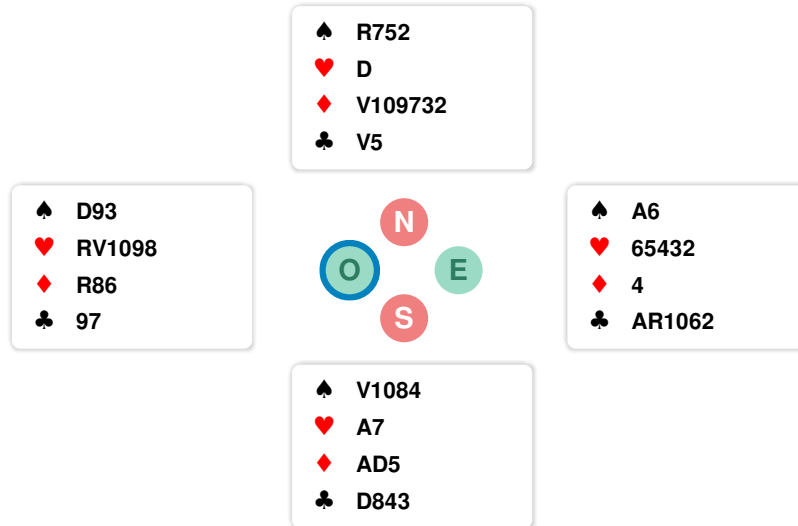 ♠ R752
♥ D
♦ V109732
♣ V5
♠ D93
♥ RV1098
♦ R86
♣ 97
N
O E
S
♠ A6
♥ 65432
♦ 4
♣ AR1062
♠ V1084
♥ A7
♦ AD5
♣ D843